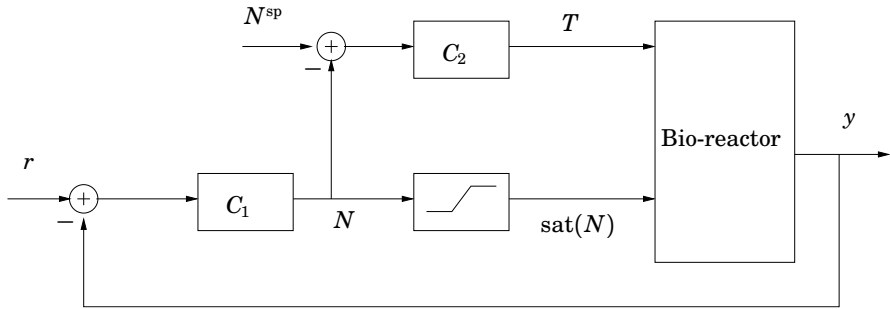 N^sp
+
−
C₂
T
Bio-reactor
y
r
+
−
C₁
N
sat(N)